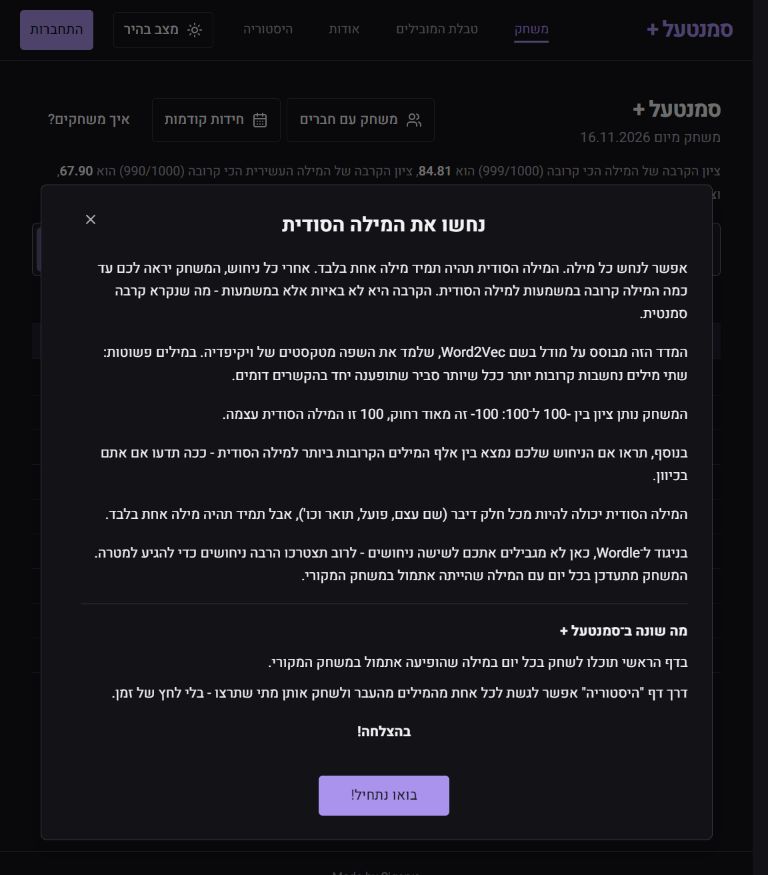 סמנטעל +
משחק
טבלת המובילים
אודות
היסטוריה
מצב בהיר
התחברות
סמנטעל +
משחק מיום 16.11.2026
משחק עם חברים
חידות קודמות
איך משחקים?
ציון הקרבה של המילה הכי קרובה (999/1000) הוא 84.81, ציון הקרבה של המילה העשירית הכי קרובה (990/1000) הוא 67.90,
נחשו את המילה הסודית
אפשר לנחש כל מילה. המילה הסודית תהיה תמיד מילה אחת בלבד. אחרי כל ניחוש, המשחק יראה לכם עד
כמה המילה קרובה במשמעות למילה הסודית. הקרבה היא לא באיות אלא במשמעות - מה שנקרא קרבה
סמנטית.
המדד הזה מבוסס על מודל בשם Word2Vec, שלמד את השפה מטקסטים של ויקיפדיה. במילים פשוטות:
שתי מילים נחשבות קרובות יותר ככל שיותר סביר שתופענה יחד בהקשרים דומים.
המשחק נותן ציון בין -100 ל־100: 100- זה מאוד רחוק, 100 זו המילה הסודית עצמה.
בנוסף, תראו אם הניחוש שלכם נמצא בין אלף המילים הקרובות ביותר למילה הסודית - ככה תדעו אם אתם
בכיוון.
המילה הסודית יכולה להיות מכל חלק דיבר (שם עצם, פועל, תואר וכו'), אבל תמיד תהיה מילה אחת בלבד.
בניגוד ל־Wordle, כאן לא מגבילים אתכם לשישה ניחושים - לרוב תצטרכו הרבה ניחושים כדי להגיע למטרה.
המשחק מתעדכן בכל יום עם המילה שהייתה אתמול במשחק המקורי.
מה שונה ב־סמנטעל +
בדף הראשי תוכלו לשחק בכל יום במילה שהופיעה אתמול במשחק המקורי.
דרך דף "היסטוריה" אפשר לגשת לכל אחת מהמילים מהעבר ולשחק אותן מתי שתרצו - בלי לחץ של זמן.
בהצלחה!
בואו נתחיל!